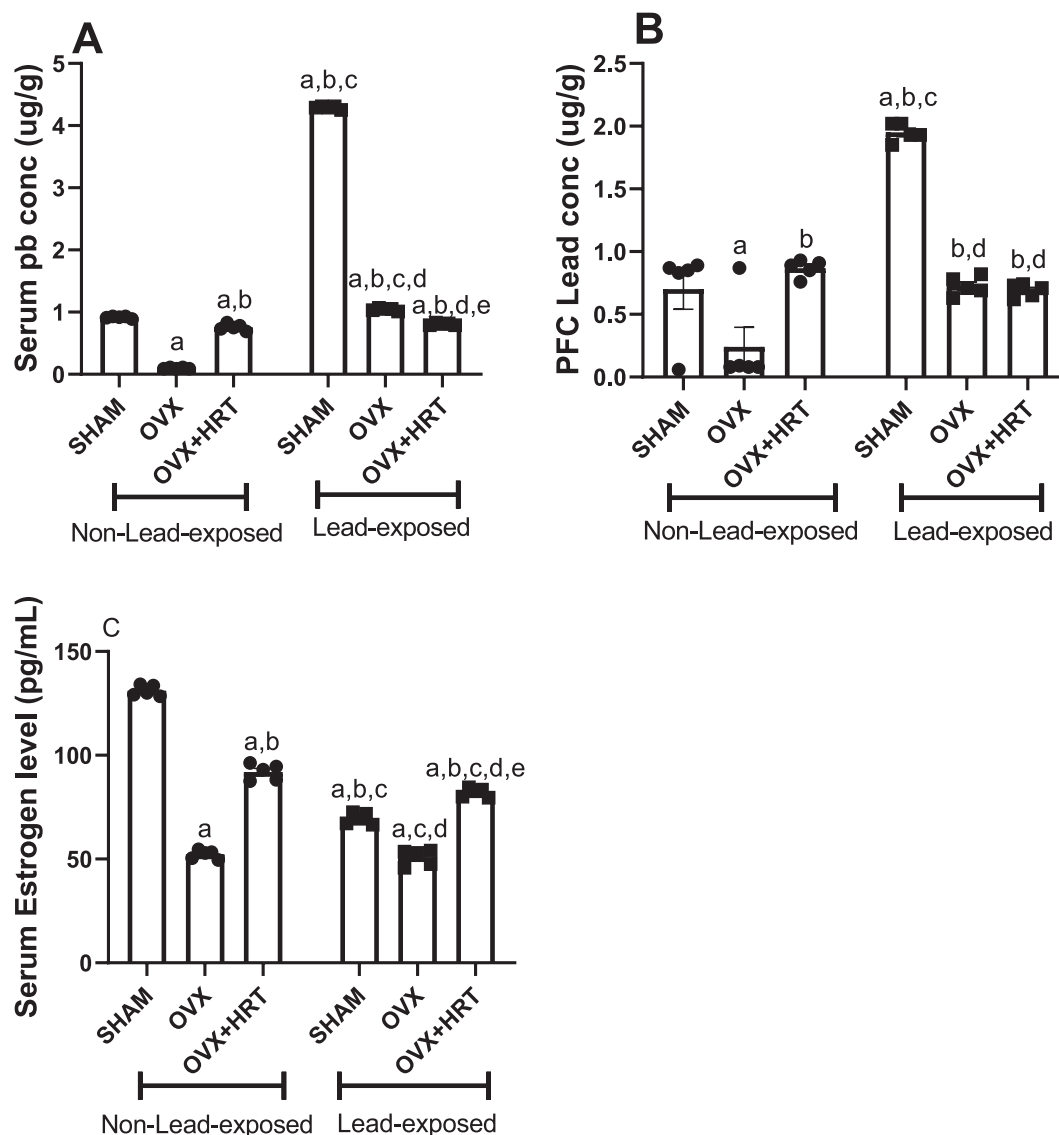 A
Serum pb conc (ug/g)
5
4
3
2
1
0
a
a,b
a,b,c
a,b,c,d
a,b,d,e
SHAM
OVX
OVX+HRT
SHAM
OVX
OVX+HRT
Non-Lead-exposed
Lead-exposed
B
PFC Lead conc (ug/g)
2.5
2.0
1.5
1.0
0.5
0.0
a
b
a,b,c
b,d
b,d
SHAM
OVX
OVX+HRT
SHAM
OVX
OVX+HRT
Non-Lead-exposed
Lead-exposed
C
Serum Estrogen level (pg/mL)
150
100
50
0
a
a,b
a,b,c
a,c,d
a,b,c,d,e
SHAM
OVX
OVX+HRT
SHAM
OVX
OVX+HRT
Non-Lead-exposed
Lead-exposed